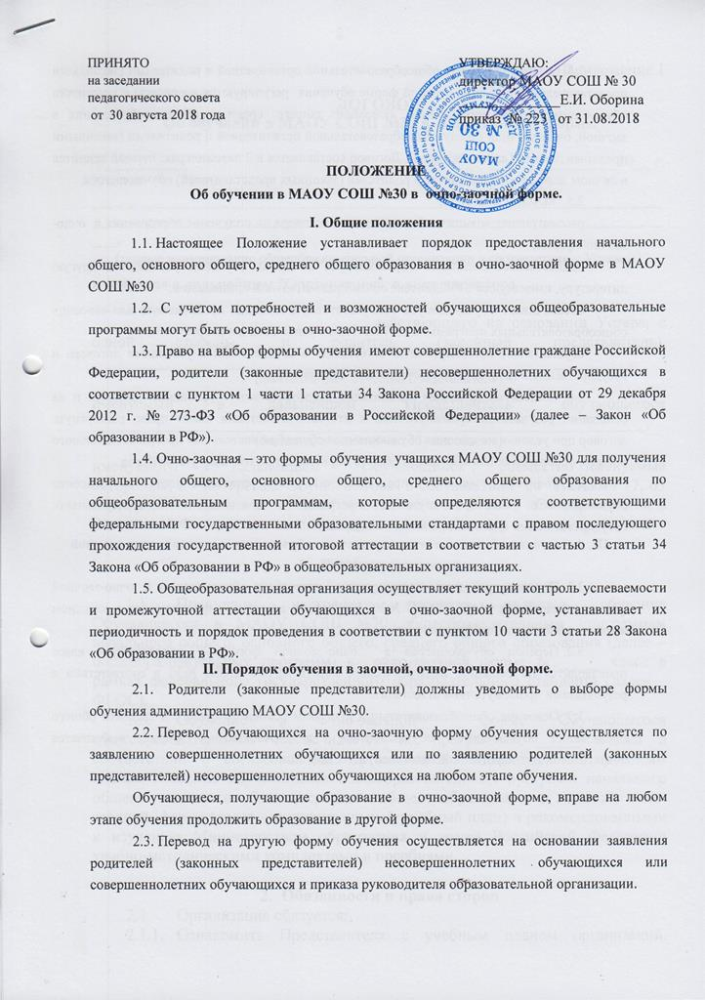 ПРИНЯТО
на заседании
педагогического совета
от 30 августа 2018 года
УТВЕРЖДАЮ:
директор МАОУ СОШ № 30
Е.И. Оборина
приказ № 223 от 31.08.2018
МАОУ
СОШ
№ 30
ДЛЯ ДОКУМЕНТОВ
ПОЛОЖЕНИЕ
Об обучении в МАОУ СОШ №30 в очно-заочной форме.
I. Общие положения
1.1. Настоящее Положение устанавливает порядок предоставления начального
общего, основного общего, среднего общего образования в очно-заочной форме в МАОУ
СОШ №30
1.2. С учетом потребностей и возможностей обучающихся общеобразовательные
программы могут быть освоены в очно-заочной форме.
1.3. Право на выбор формы обучения имеют совершеннолетние граждане Российской
Федерации, родители (законные представители) несовершеннолетних обучающихся в
соответствии с пунктом 1 части 1 статьи 34 Закона Российской Федерации от 29 декабря
2012 г. № 273-ФЗ «Об образовании в Российской Федерации» (далее – Закон «Об
образовании в РФ»).
1.4. Очно-заочная – это формы обучения учащихся МАОУ СОШ №30 для получения
начального общего, основного общего, среднего общего образования по
общеобразовательным программам, которые определяются соответствующими
федеральными государственными образовательными стандартами с правом последующего
прохождения государственной итоговой аттестации в соответствии с частью 3 статьи 34
Закона «Об образовании в РФ» в общеобразовательных организациях.
1.5. Общеобразовательная организация осуществляет текущий контроль успеваемости
и промежуточной аттестации обучающихся в очно-заочной форме, устанавливает их
периодичность и порядок проведения в соответствии с пунктом 10 части 3 статьи 28 Закона
«Об образовании в РФ».
II. Порядок обучения в заочной, очно-заочной форме.
2.1. Родители (законные представители) должны уведомить о выборе формы
обучения администрацию МАОУ СОШ №30.
2.2. Перевод Обучающихся на очно-заочную форму обучения осуществляется по
заявлению совершеннолетних обучающихся или по заявлению родителей (законных
представителей) несовершеннолетних обучающихся на любом этапе обучения.
Обучающиеся, получающие образование в очно-заочной форме, вправе на любом
этапе обучения продолжить образование в другой форме.
2.3. Перевод на другую форму обучения осуществляется на основании заявления
родителей (законных представителей) несовершеннолетних обучающихся или
совершеннолетних обучающихся и приказа руководителя образовательной организации.